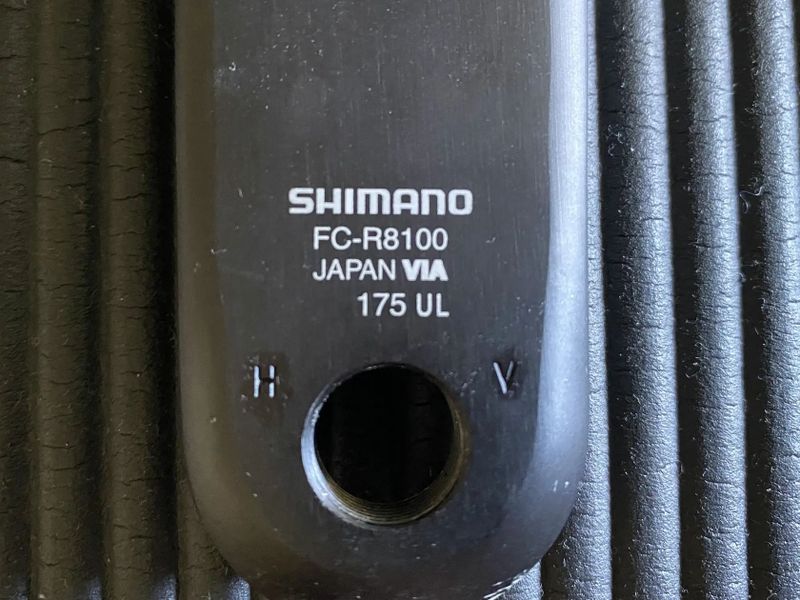 SHIMANO
FC-R8100
JAPAN VIA
175 UL
H V